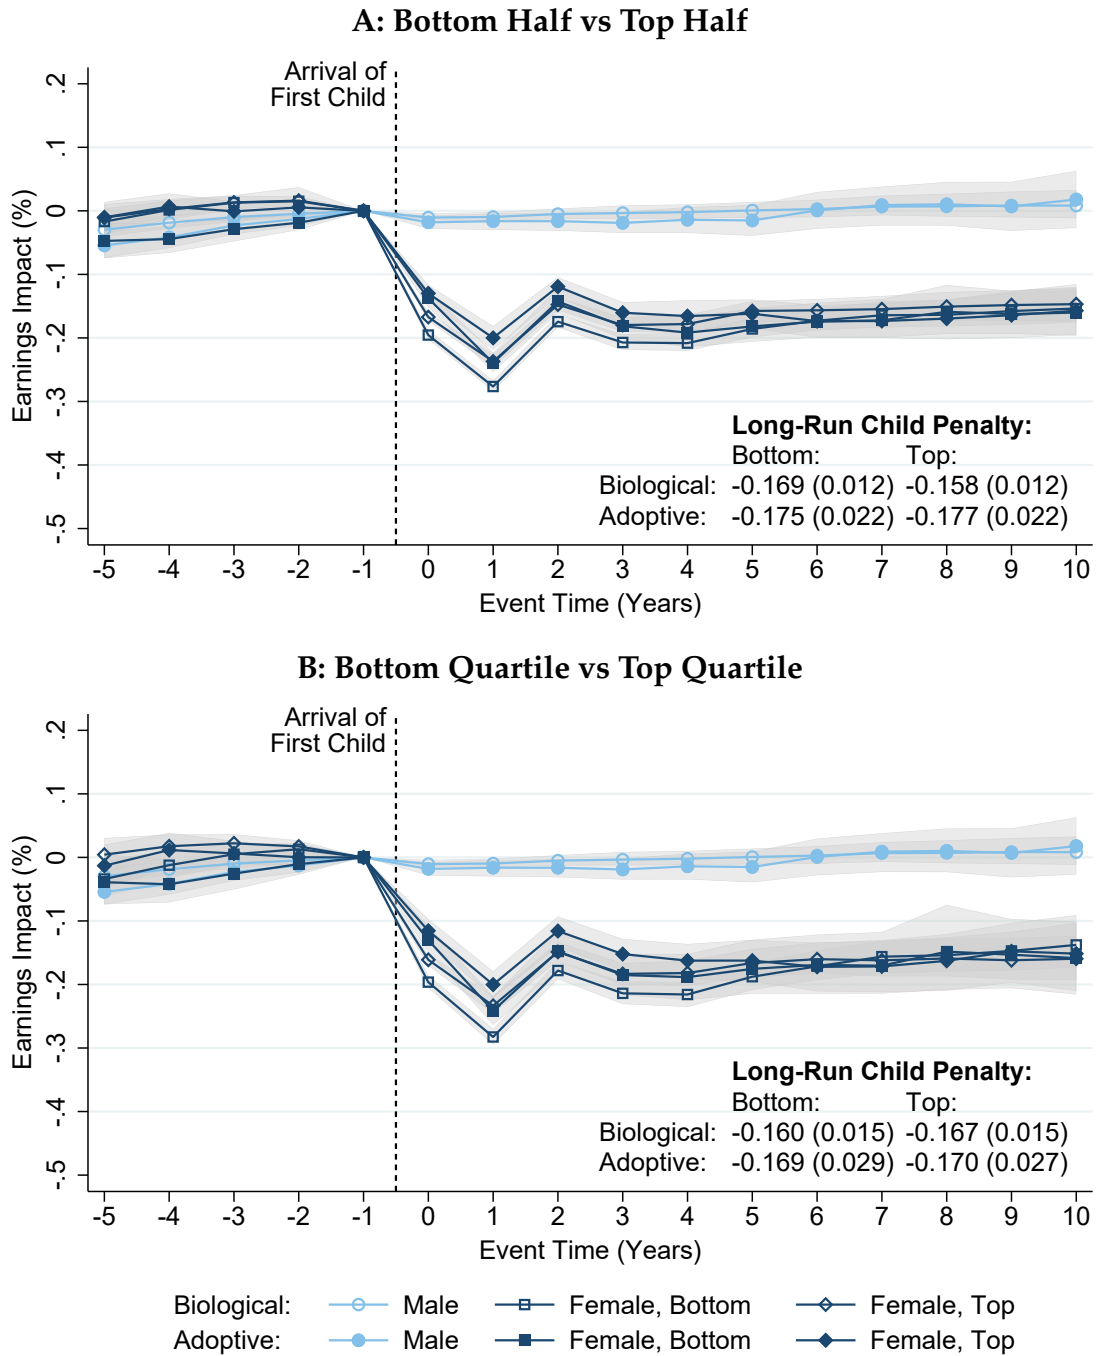 A: Bottom Half vs Top Half
Arrival of
First Child
.2
.1
0
-.1
-.2
-.3
-.4
-.5
Earnings Impact (%)
Long-Run Child Penalty:
Bottom: Top:
Biological: -0.169 (0.012) -0.158 (0.012)
Adoptive: -0.175 (0.022) -0.177 (0.022)
-5 -4 -3 -2 -1 0 1 2 3 4 5 6 7 8 9 10
Event Time (Years)
B: Bottom Quartile vs Top Quartile
Arrival of
First Child
.2
.1
0
-.1
-.2
-.3
-.4
-.5
Earnings Impact (%)
Long-Run Child Penalty:
Bottom: Top:
Biological: -0.160 (0.015) -0.167 (0.015)
Adoptive: -0.169 (0.029) -0.170 (0.027)
-5 -4 -3 -2 -1 0 1 2 3 4 5 6 7 8 9 10
Event Time (Years)
Biological: Male Female, Bottom Female, Top
Adoptive: Male Female, Bottom Female, Top